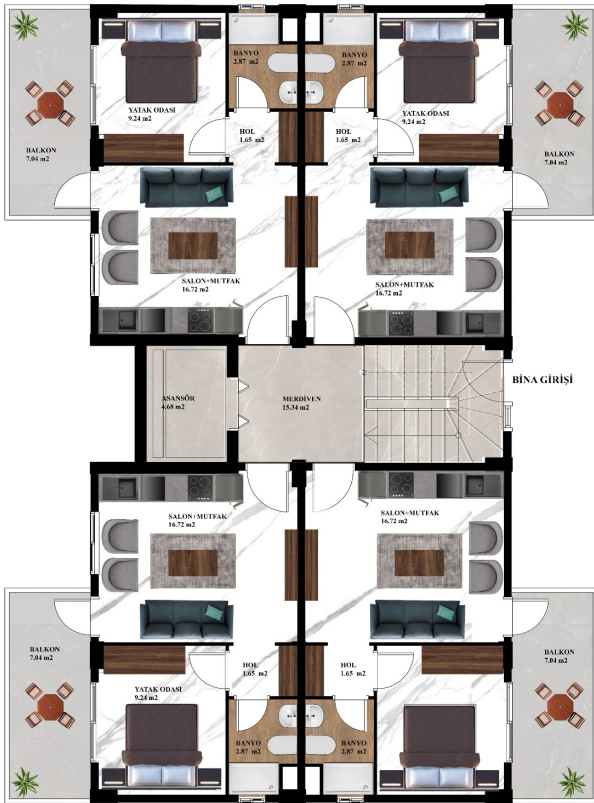 BANYO
2.87 m2
BANYO
2.87 m2
YATAK ODASI
9.24 m2
YATAK ODASI
9.24 m2
HOL
1.65 m2
HOL
1.65 m2
BALKON
7.04 m2
BALKON
7.04 m2
SALON+MUTFAK
16.72 m2
SALON+MUTFAK
16.72 m2
BİNA GİRİŞİ
ASANSÖR
4.68 m2
MERDİVEN
15.34 m2
SALON+MUTFAK
16.72 m2
SALON+MUTFAK
16.72 m2
BALKON
7.04 m2
HOL
1.65 m2
HOL
1.65 m2
BALKON
7.04 m2
YATAK ODASI
9.24 m2
BANYO
2.87 m2
BANYO
2.87 m2